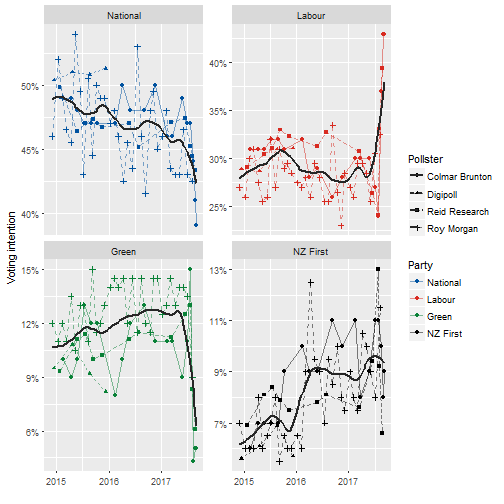 National
Labour
50%
45%
40%
40%
35%
30%
25%
Voting intention
Green
NZ First
15%
12%
9%
6%
13%
11%
9%
7%
2015
2016
2017
2015
2016
2017
Pollster
Colmar Brunton
Digipoll
Reid Research
Roy Morgan
Party
National
Labour
Green
NZ First